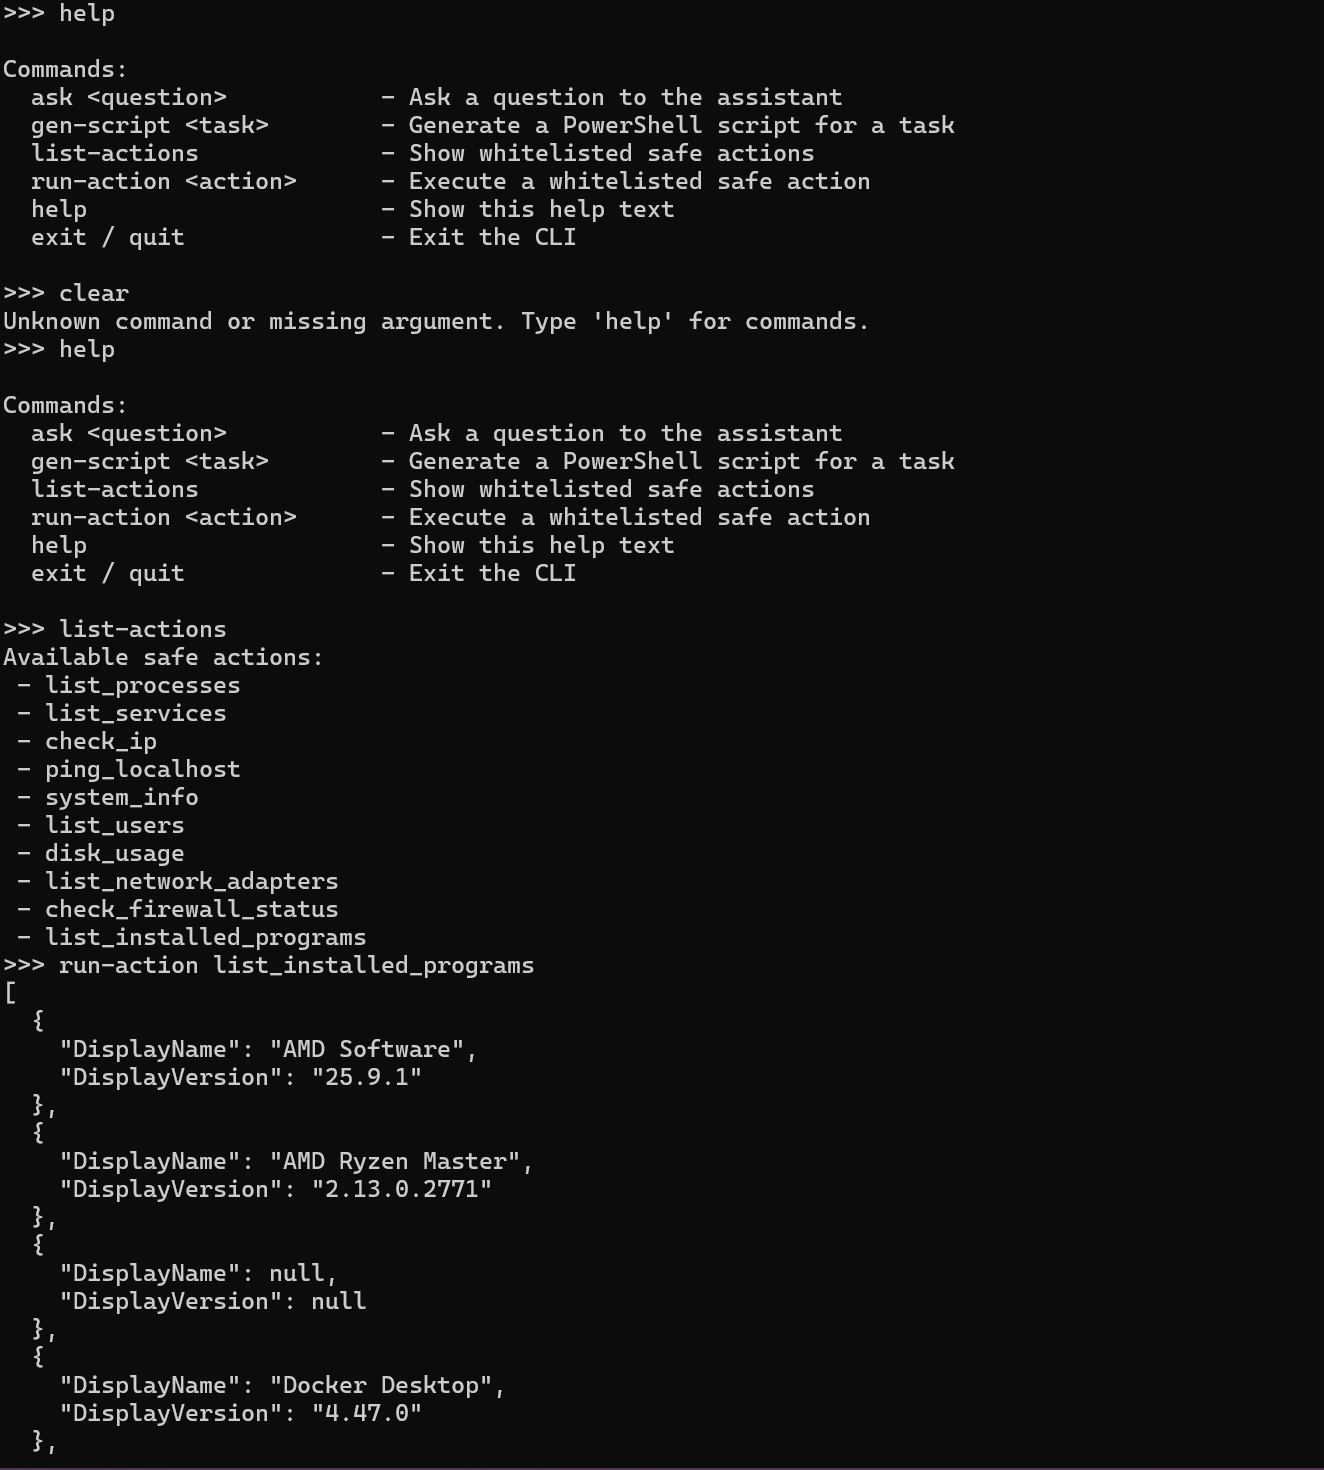 >>> help
Commands:
ask <question> - Ask a question to the assistant
gen-script <task> - Generate a PowerShell script for a task
list-actions - Show whitelisted safe actions
run-action <action> - Execute a whitelisted safe action
help - Show this help text
exit / quit - Exit the CLI
>>> clear
Unknown command or missing argument. Type 'help' for commands.
>>> help
Commands:
ask <question> - Ask a question to the assistant
gen-script <task> - Generate a PowerShell script for a task
list-actions - Show whitelisted safe actions
run-action <action> - Execute a whitelisted safe action
help - Show this help text
exit / quit - Exit the CLI
>>> list-actions
Available safe actions:
- list_processes
- list_services
- check_ip
- ping_localhost
- system_info
- list_users
- disk_usage
- list_network_adapters
- check_firewall_status
- list_installed_programs
>>> run-action list_installed_programs
[
{
"DisplayName": "AMD Software",
"DisplayVersion": "25.9.1"
},
{
"DisplayName": "AMD Ryzen Master",
"DisplayVersion": "2.13.0.2771"
},
{
"DisplayName": null,
"DisplayVersion": null
},
{
"DisplayName": "Docker Desktop",
"DisplayVersion": "4.47.0"
},